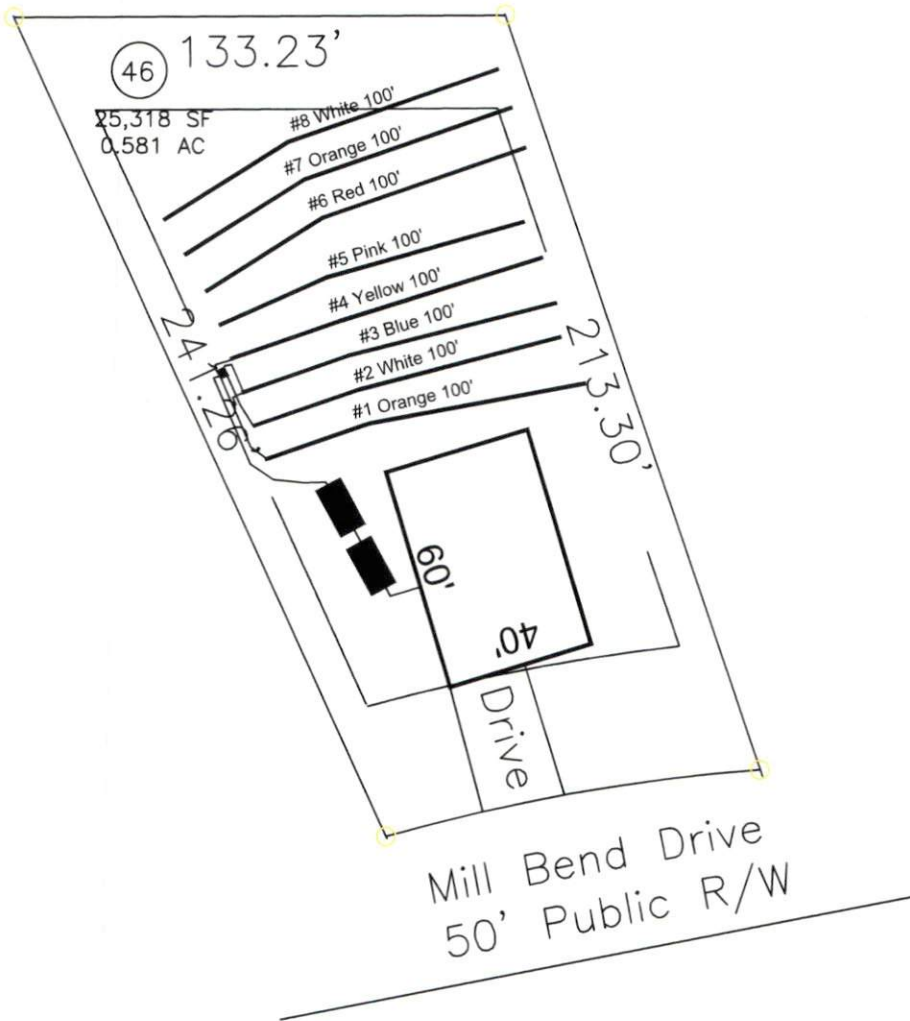 46
133.23'
25,318 SF
0.581 AC
#8 White 100'
#7 Orange 100'
#6 Red 100'
#5 Pink 100'
#4 Yellow 100'
#3 Blue 100'
#2 White 100'
#1 Orange 100'
241.26'
213.30'
60'
40'
Drive
Mill Bend Drive
50' Public R/W